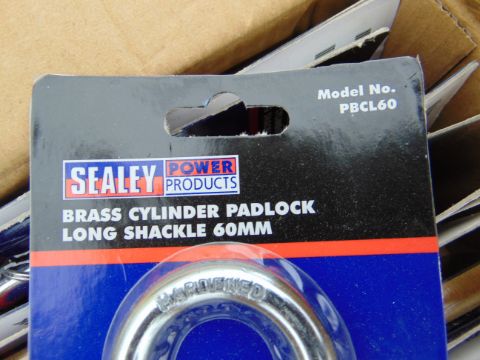 Model No.
PBCL60
SEALEY
POWER
PRODUCTS
BRASS CYLINDER PADLOCK
LONG SHACKLE 60MM
HARDENED